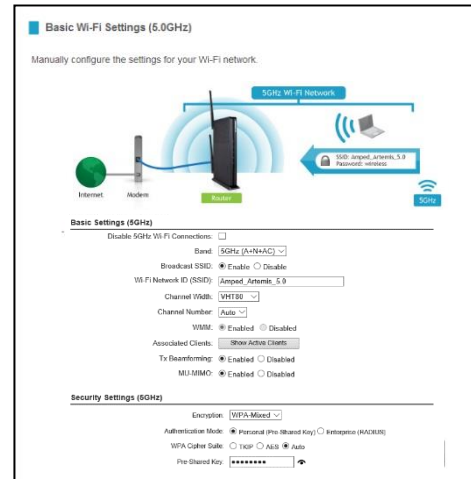 Basic Wi-Fi Settings (5.0GHz)
Manually configure the settings for your Wi-Fi network.
5GHz Wi-Fi Network
SSID: Amped_Artemis_5.0
Password: wireless
Internet
Modem
Router
5GHz
Basic Settings (5GHz)
Disable 5GHz Wi-Fi Connections:
Band: 5GHz (A+N+AC)
Broadcast SSID: Enable Disable
Wi-Fi Network ID (SSID): Amped_Artemis_5.0
Channel Width: VHT80
Channel Number: Auto
WMM: Enabled Disabled
Associated Clients: Show Active Clients
Tx Beamforming: Enabled Disabled
MU-MIMO: Enabled Disabled
Security Settings (5GHz)
Encryption: WPA-Mixed
Authentication Mode: Personal (Pre-Shared Key) Enterprise (RADIUS)
WPA Cipher Suite: TKIP AES Auto
Pre-Shared Key: ••••••••